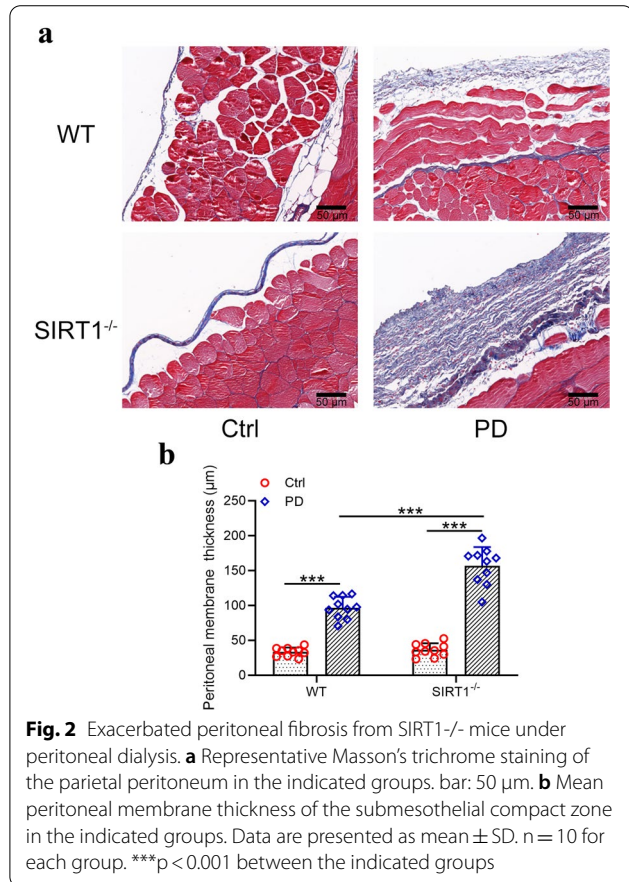 a
WT
50 µm
50 µm
SIRT1-/-
50 µm
50 µm
Ctrl
PD
b
Ctrl
PD
Peritoneal membrane thickness (µm)
250
200
150
100
50
0
***
***
***
WT
SIRT1-/-
Fig. 2 Exacerbated peritoneal fibrosis from SIRT1-/- mice under
peritoneal dialysis. a Representative Masson's trichrome staining of
the parietal peritoneum in the indicated groups. bar: 50 µm. b Mean
peritoneal membrane thickness of the submesothelial compact zone
in the indicated groups. Data are presented as mean ± SD. n = 10 for
each group. ***p < 0.001 between the indicated groups